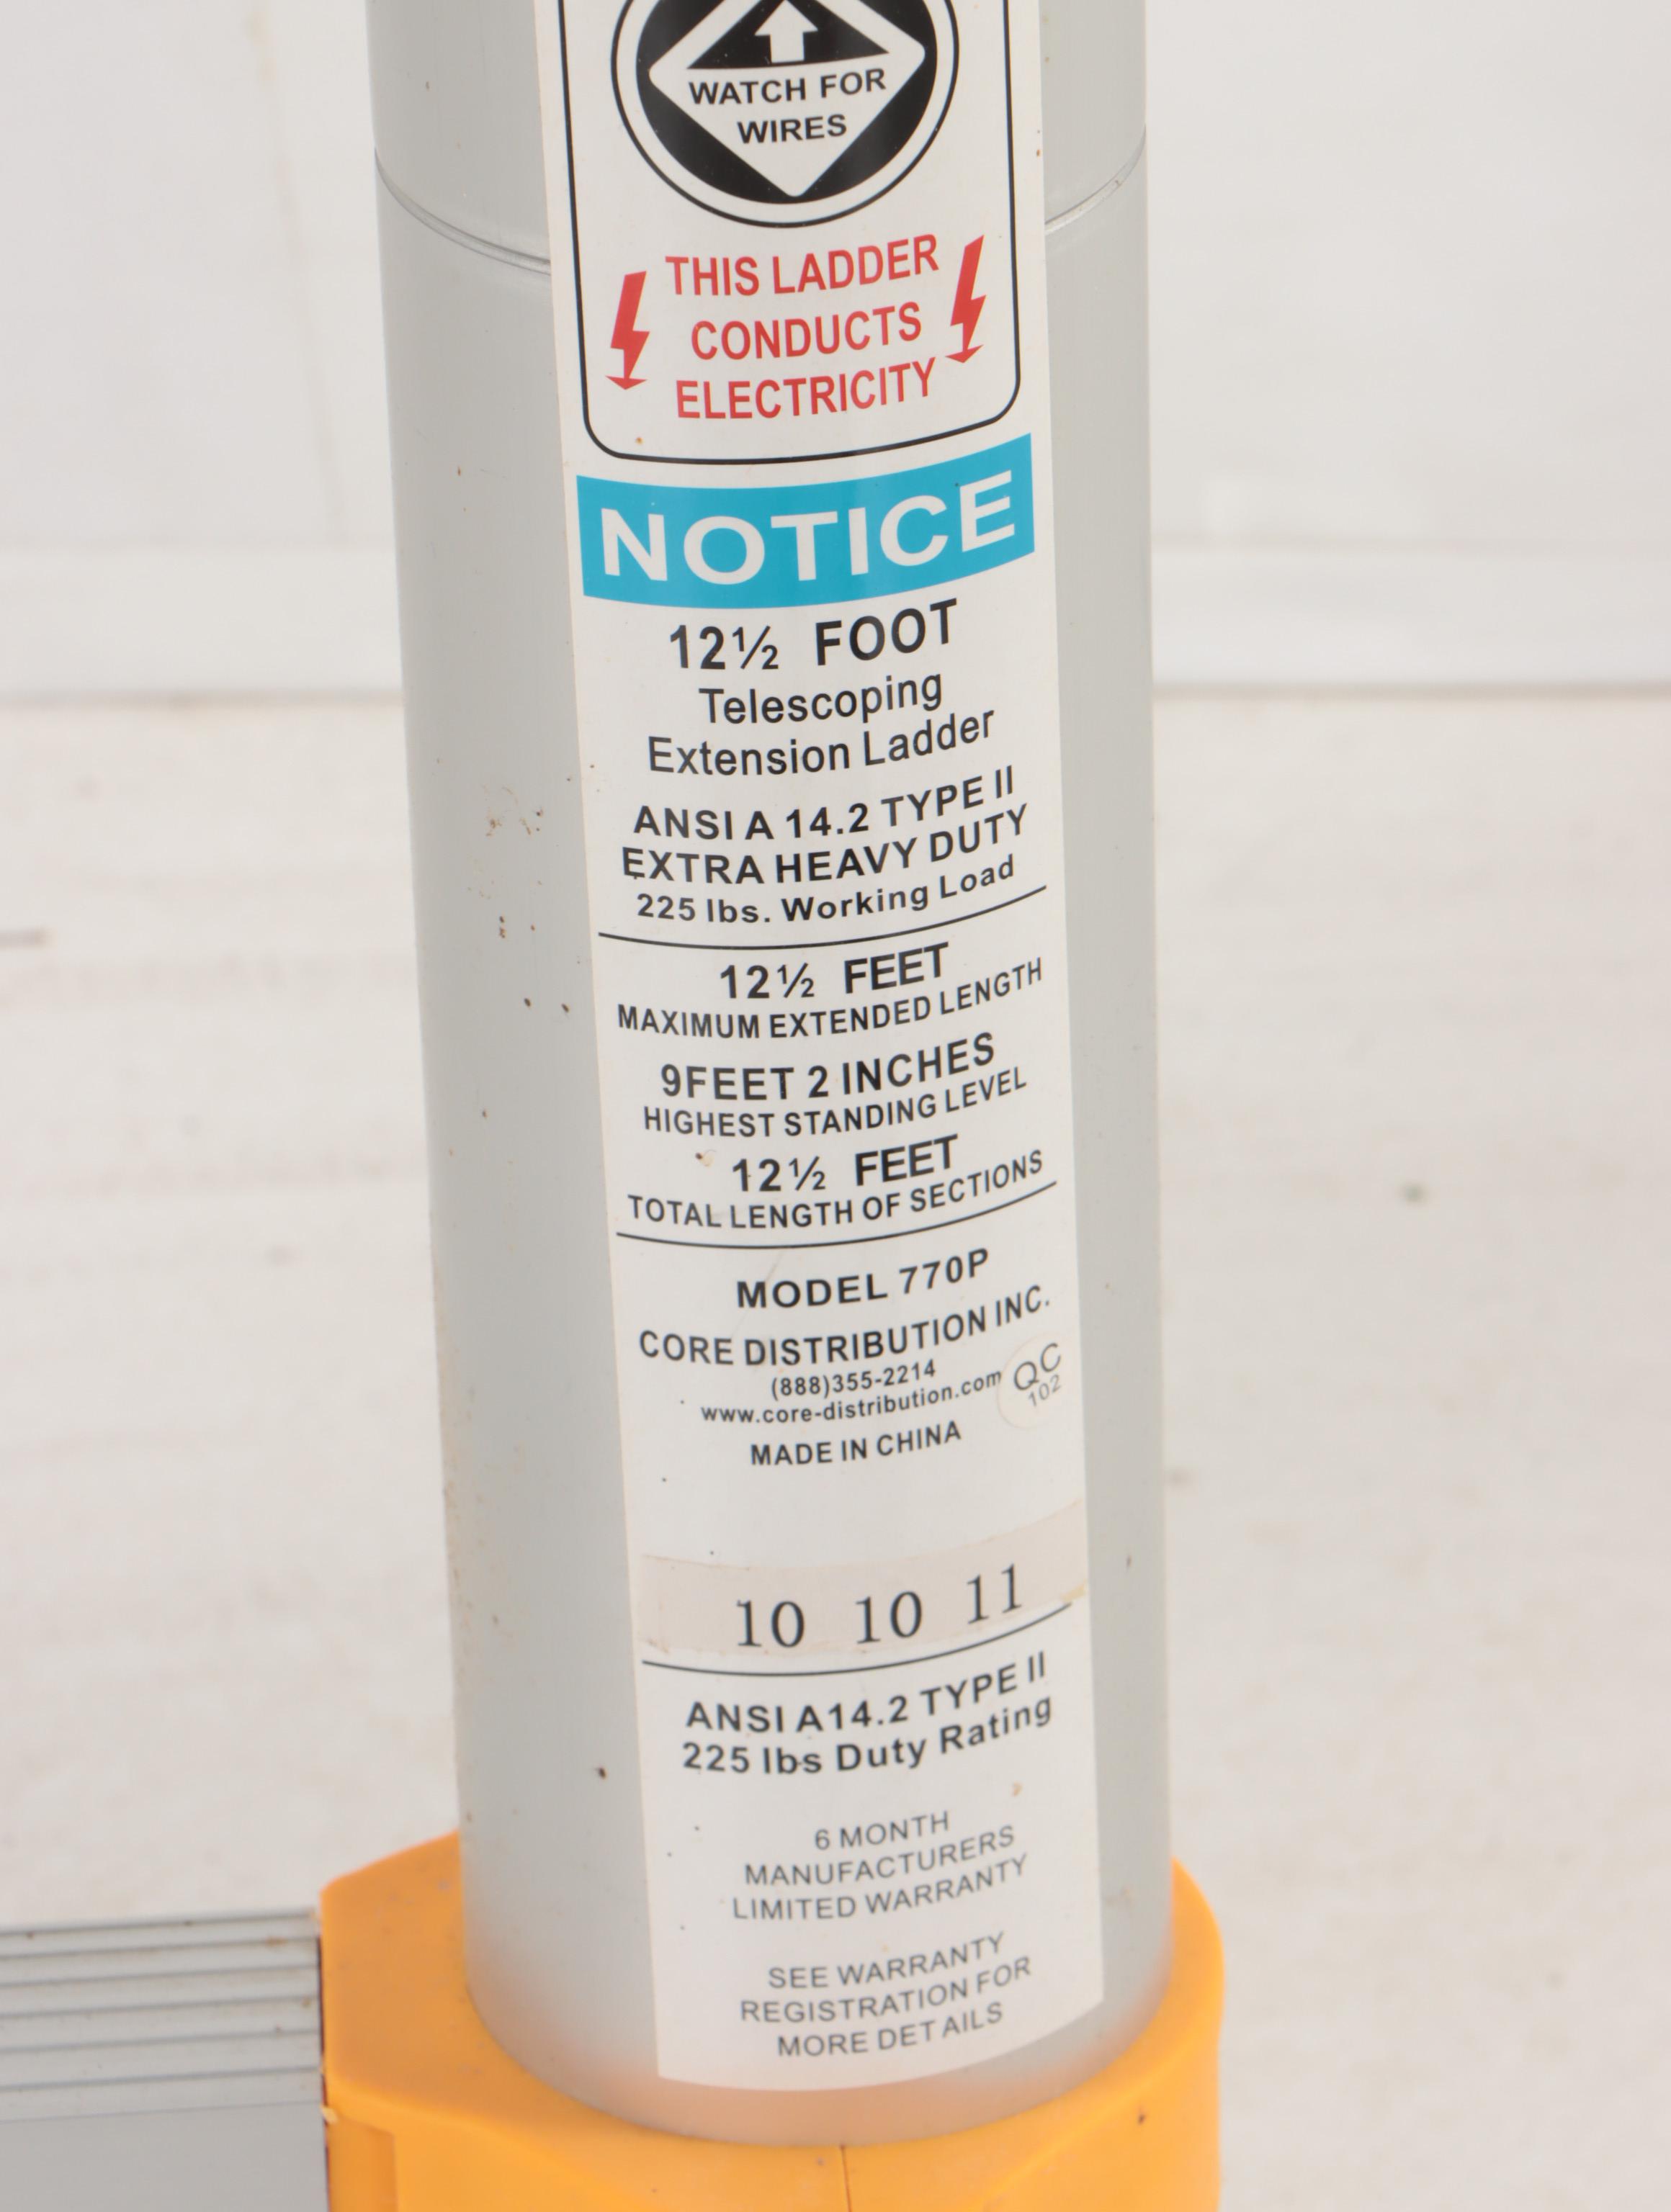 WATCH FOR
WIRES
THIS LADDER
CONDUCTS
ELECTRICITY
NOTICE
12½ FOOT
Telescoping
Extension Ladder
ANSI A 14.2 TYPE II
EXTRA HEAVY DUTY
225 lbs. Working Load
12½ FEET
MAXIMUM EXTENDED LENGTH
9FEET 2 INCHES
HIGHEST STANDING LEVEL
12½ FEET
TOTAL LENGTH OF SECTIONS
MODEL 770P
CORE DISTRIBUTION INC.
(888)355-2214
www.core-distribution.com
QC
102
MADE IN CHINA
10 10 11
ANSI A14.2 TYPE II
225 lbs Duty Rating
6 MONTH
MANUFACTURERS
LIMITED WARRANTY
SEE WARRANTY
REGISTRATION FOR
MORE DETAILS